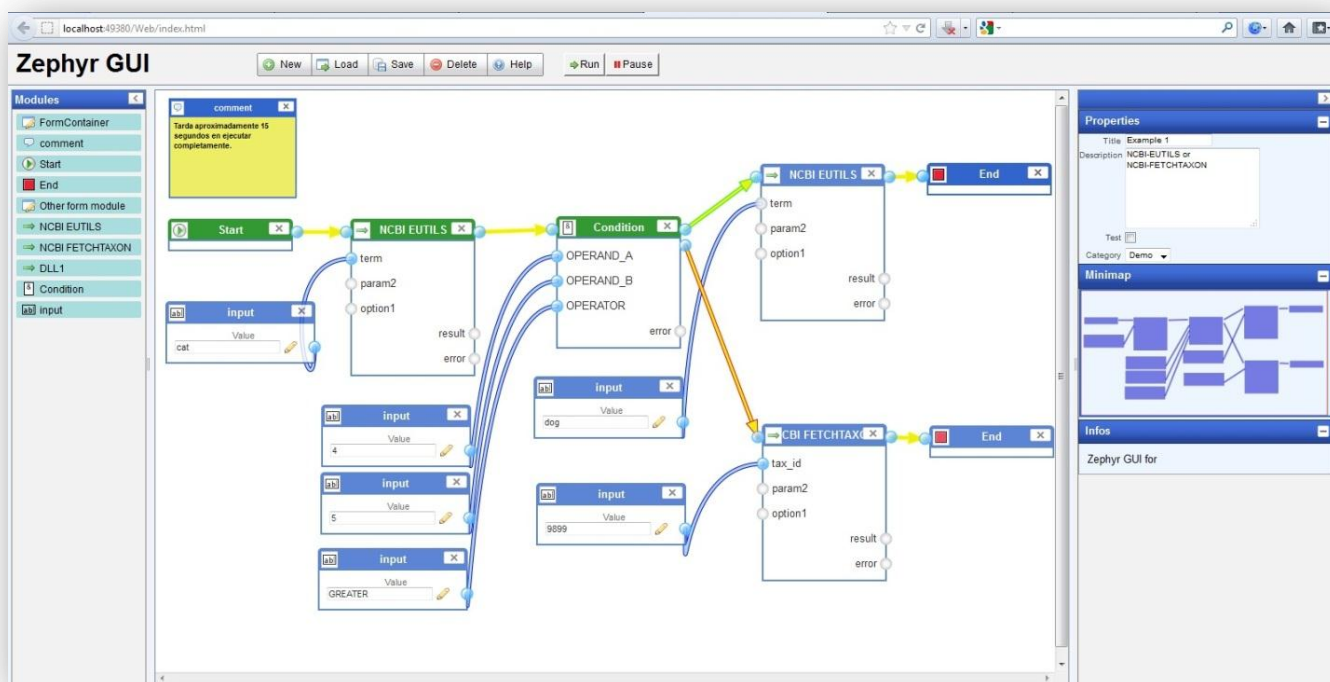 localhost:49380/Web/index.html
Zephyr GUI
New Load Save Delete Help Run Pause
Modules
FormContainer
comment
Start
End
Other form module
NCBI EUTILS
NCBI FETCHTAXON
DLL1
Condition
input
comment
Tarda aproximadamente 15
segundos en ejecutar
completamente.
Start
NCBI EUTILS
term
param2
option1
result
error
input
Value
cat
Condition
OPERAND_A
OPERAND_B
OPERATOR
error
input
Value
4
input
Value
5
input
Value
GREATER
NCBI EUTILS
term
param2
option1
result
error
End
input
Value
dog
CBI FETCHTAXO
tax_id
param2
option1
result
error
End
input
Value
9899
Properties
Title Example 1
Description NCBI-EUTILS or
NCBI-FETCHTAXON
Test
Category Demo
Minimap
Infos
Zephyr GUI for